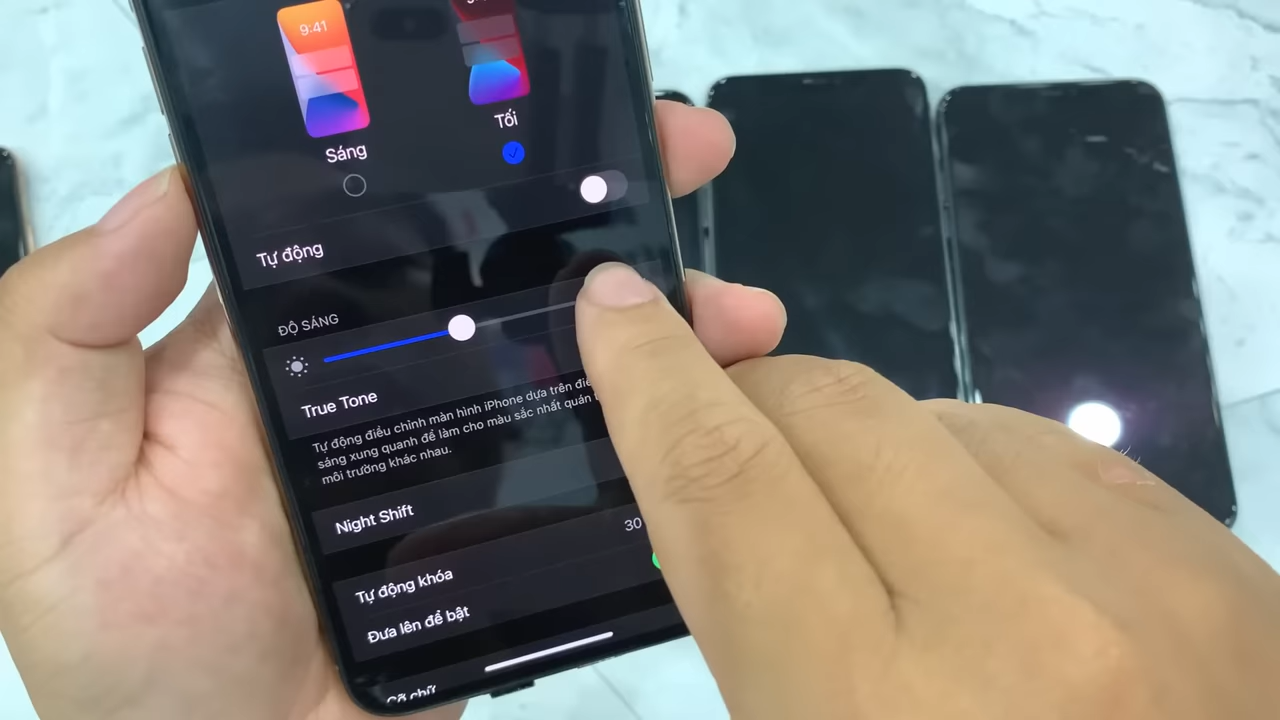 9:41
Sáng
Tối
Tự động
ĐỘ SÁNG
True Tone
Tự động điều chỉnh màn hình iPhone dựa trên
sáng xung quanh để làm cho màu sắc nhất quán
môi trường khác nhau.
Night Shift
Tự động khóa
30
Đưa lên để bật
Cỡ chữ